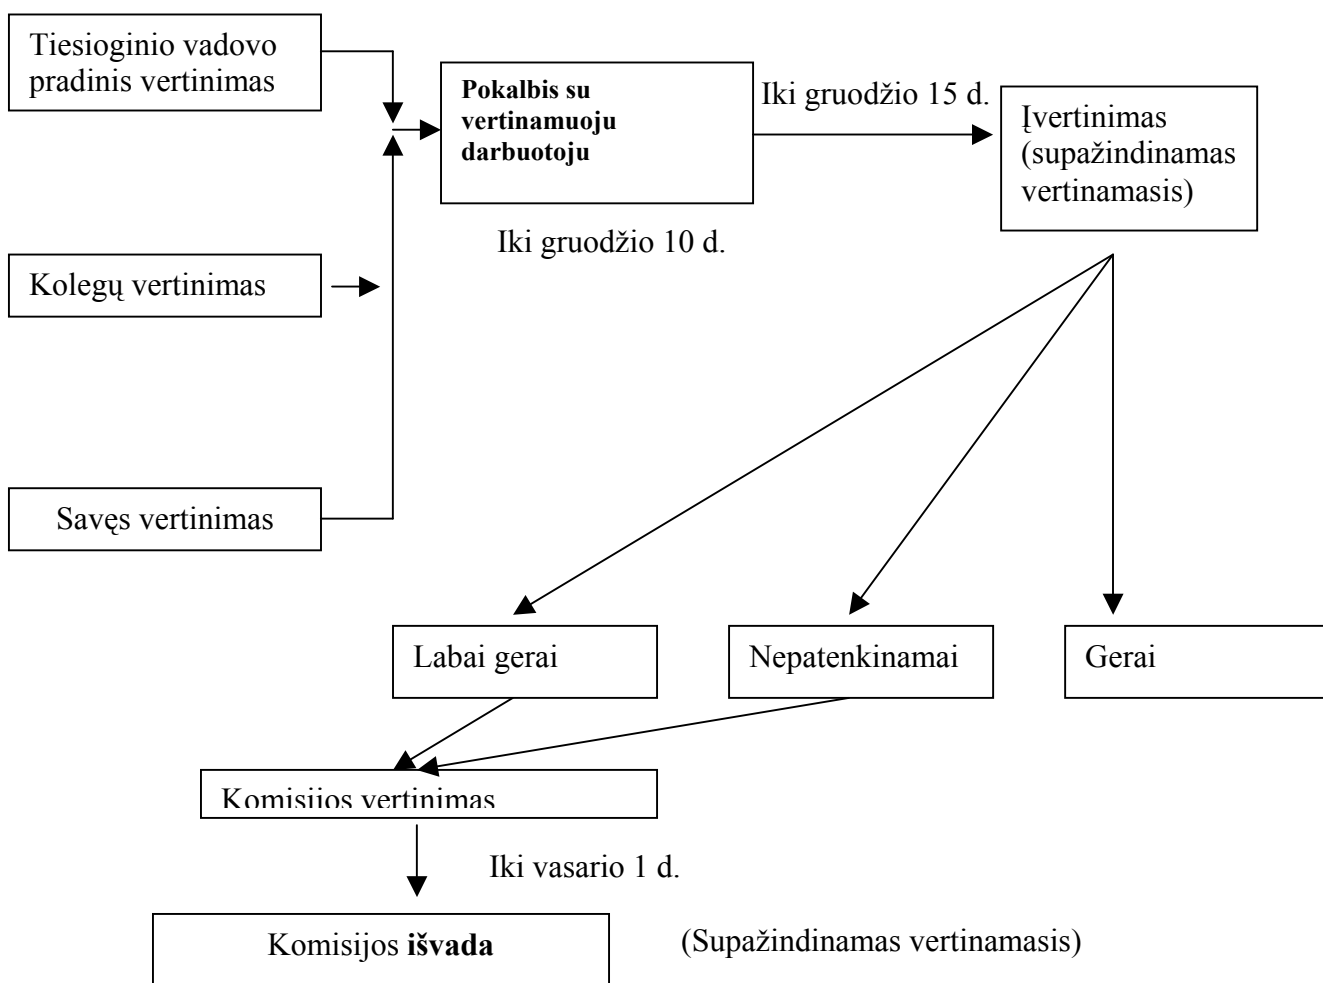 Tiesioginio vadovo
pradinis vertinimas
Pokalbis su
vertinamuoju
darbuotoju
Iki gruodžio 15 d.
Įvertinimas
(supažindinamas
vertinamasis)
Iki gruodžio 10 d.
Kolegų vertinimas
Savęs vertinimas
Labai gerai
Nepatenkinamai
Gerai
Komisijos vertinimas
Iki vasario 1 d.
Komisijos išvada
(Supažindinamas vertinamasis)